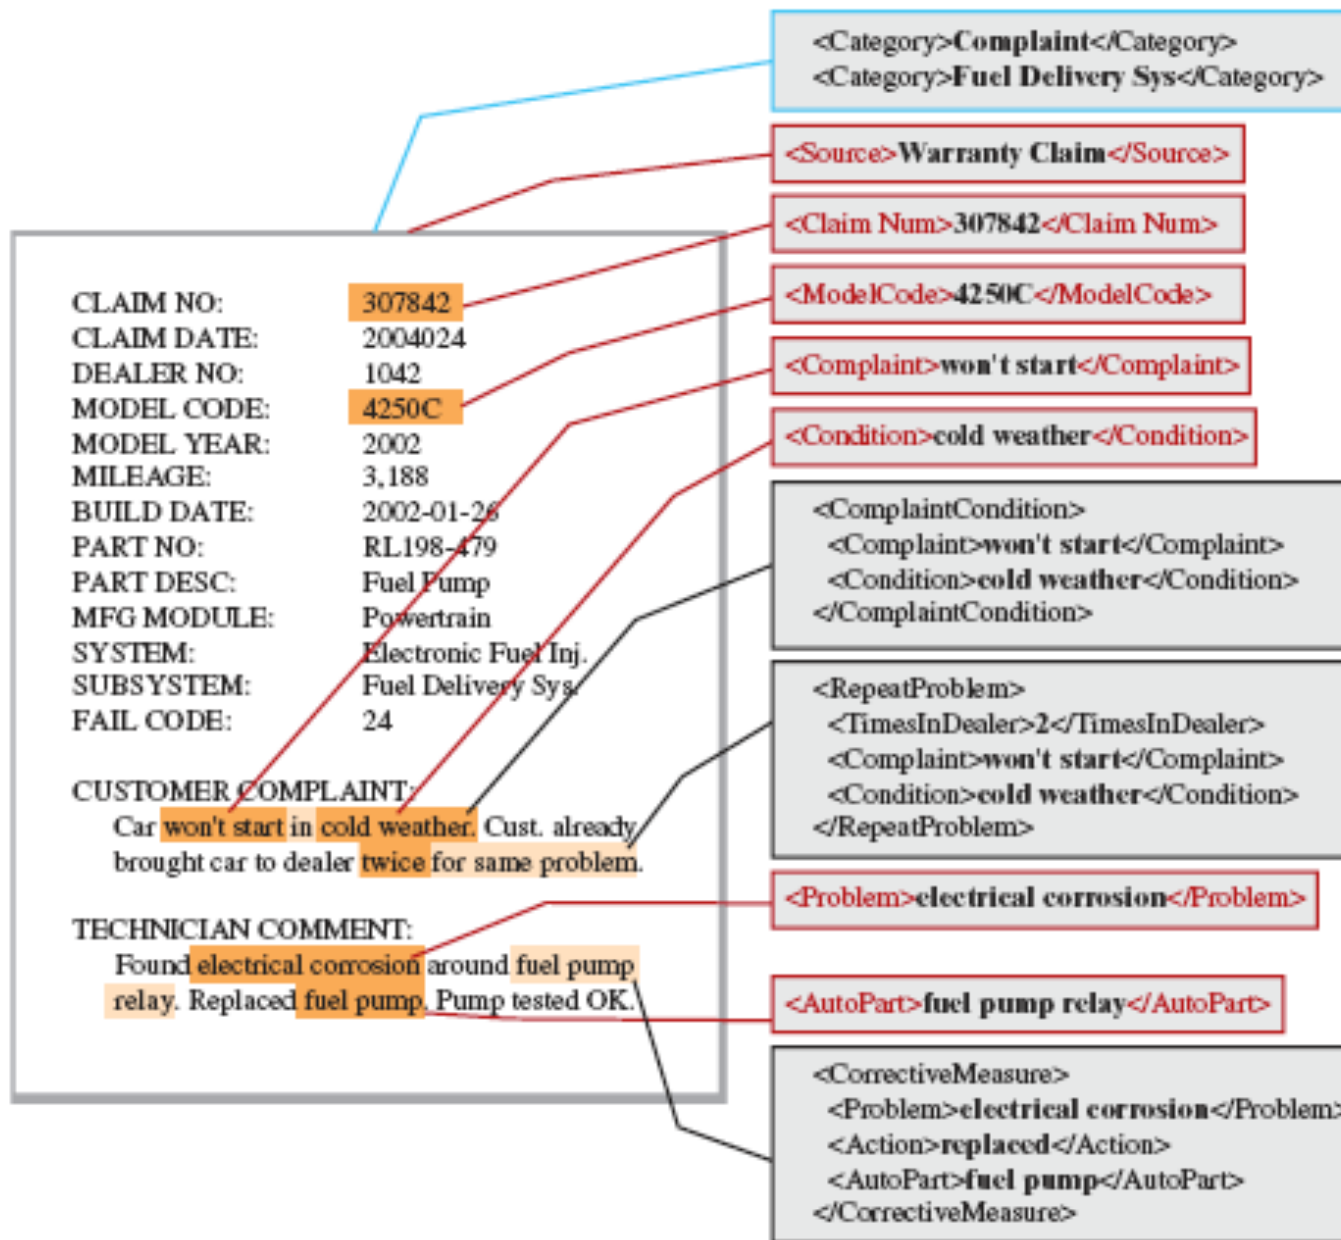 <Category>Complaint</Category>
<Category>Fuel Delivery Sys</Category>
<Source>Warranty Claim</Source>
<Claim Num>307842</Claim Num>
<ModelCode>4250C</ModelCode>
<Complaint>won't start</Complaint>
<Condition>cold weather</Condition>
<ComplaintCondition>
<Complaint>won't start</Complaint>
<Condition>cold weather</Condition>
</ComplaintCondition>
<RepeatProblem>
<TimesInDealer>2</TimesInDealer>
<Complaint>won't start</Complaint>
<Condition>cold weather</Condition>
</RepeatProblem>
<Problem>electrical corrosion</Problem>
<AutoPart>fuel pump relay</AutoPart>
<CorrectiveMeasure>
<Problem>electrical corrosion</Problem>
<Action>replaced</Action>
<AutoPart>fuel pump</AutoPart>
</CorrectiveMeasure>
CLAIM NO: 307842
CLAIM DATE: 2004024
DEALER NO: 1042
MODEL CODE: 4250C
MODEL YEAR: 2002
MILEAGE: 3,188
BUILD DATE: 2002-01-26
PART NO: RL198-479
PART DESC: Fuel Pump
MFG MODULE: Powertrain
SYSTEM: Electronic Fuel Inj.
SUBSYSTEM: Fuel Delivery Sys.
FAIL CODE: 24
CUSTOMER COMPLAINT:
Car won't start in cold weather. Cust. already
brought car to dealer twice for same problem.
TECHNICIAN COMMENT:
Found electrical corrosion around fuel pump
relay. Replaced fuel pump. Pump tested OK.